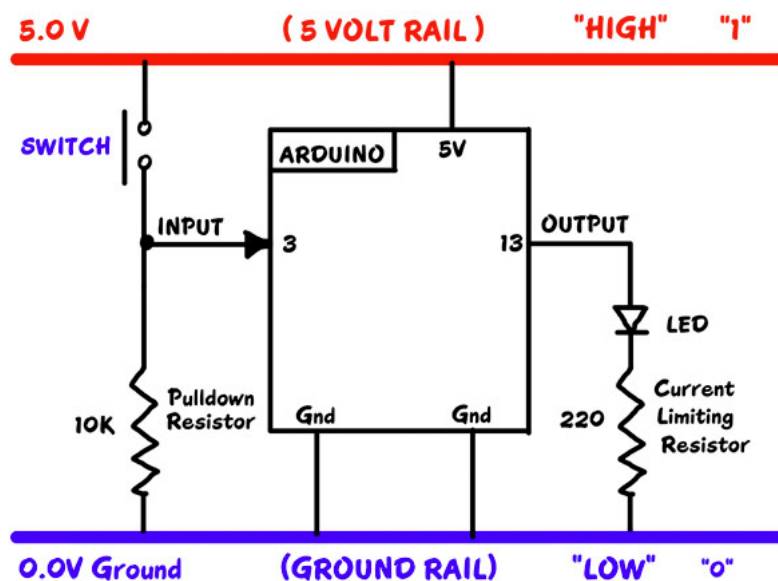 5.0 V (5 VOLT RAIL) "HIGH" "1"
SWITCH
ARDUINO
5V
INPUT
3
13
OUTPUT
LED
10K
Pulldown
Resistor
Gnd
Gnd
220
Current
Limiting
Resistor
0.0V Ground (GROUND RAIL) "LOW" "0"